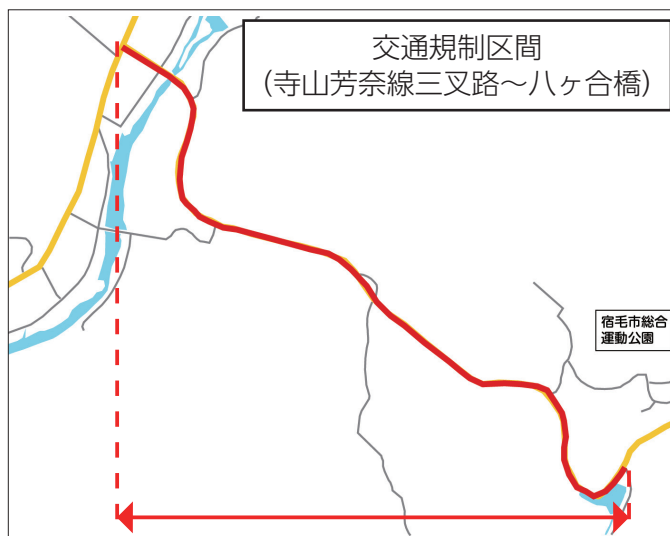 交通規制区間
(寺山芳奈線三叉路～八ヶ合橋)
宿毛市総合
運動公園